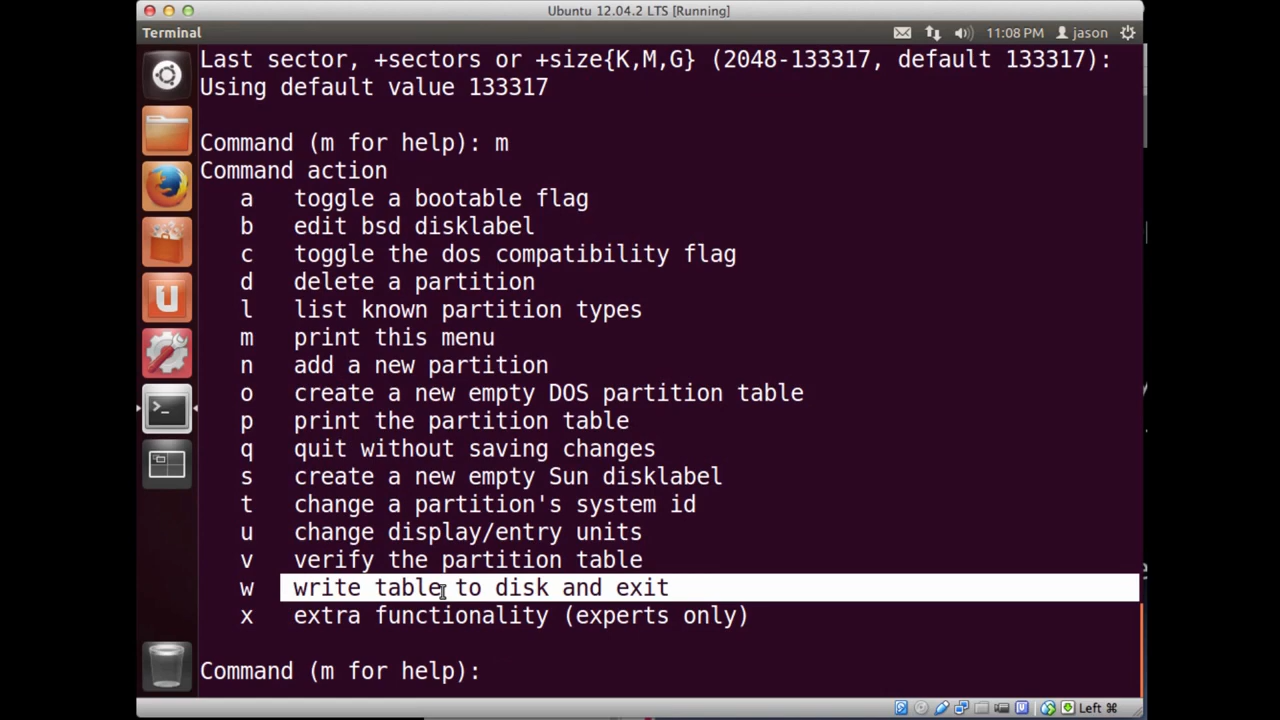 Ubuntu 12.04.2 LTS [Running]
Terminal
11:08 PM
jason
Last sector, +sectors or +size{K,M,G} (2048-133317, default 133317):
Using default value 133317
Command (m for help): m
Command action
a toggle a bootable flag
b edit bsd disklabel
c toggle the dos compatibility flag
d delete a partition
l list known partition types
m print this menu
n add a new partition
o create a new empty DOS partition table
p print the partition table
q quit without saving changes
s create a new empty Sun disklabel
t change a partition's system id
u change display/entry units
v verify the partition table
w write table to disk and exit
x extra functionality (experts only)
Command (m for help):
Left ⌘